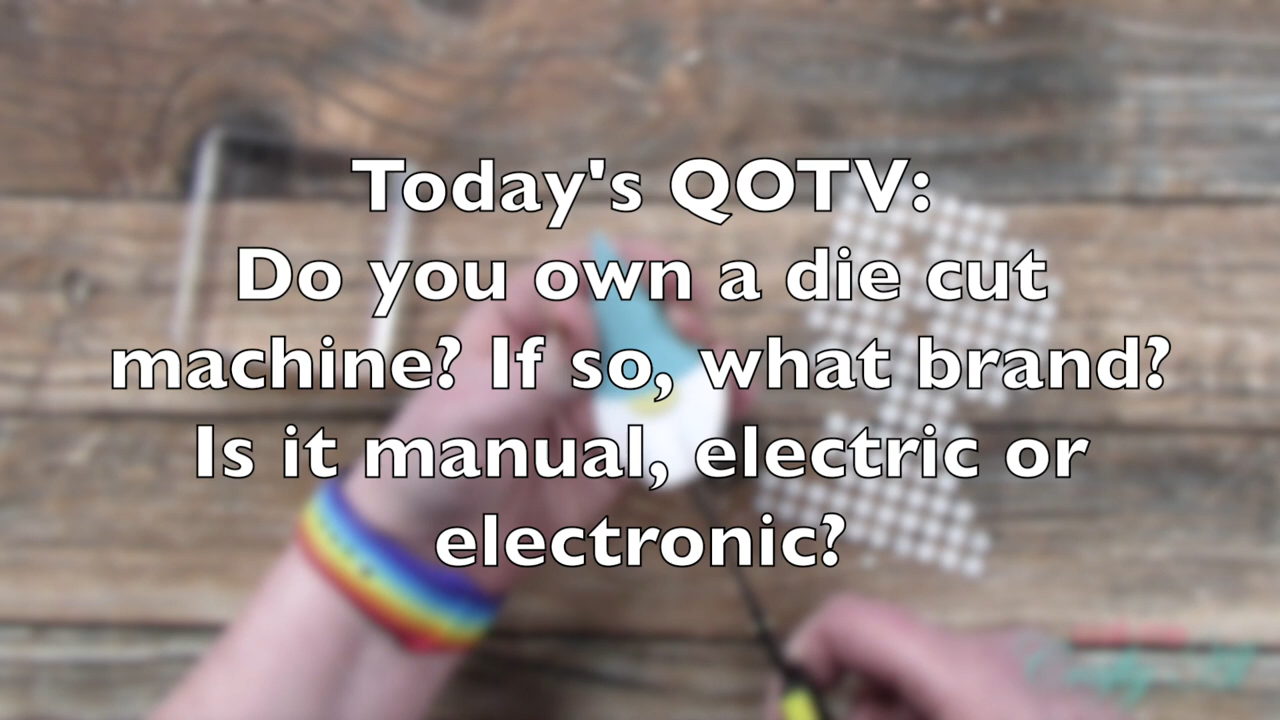 Today's QOTV:
Do you own a die cut
machine? If so, what brand?
Is it manual, electric or
electronic?